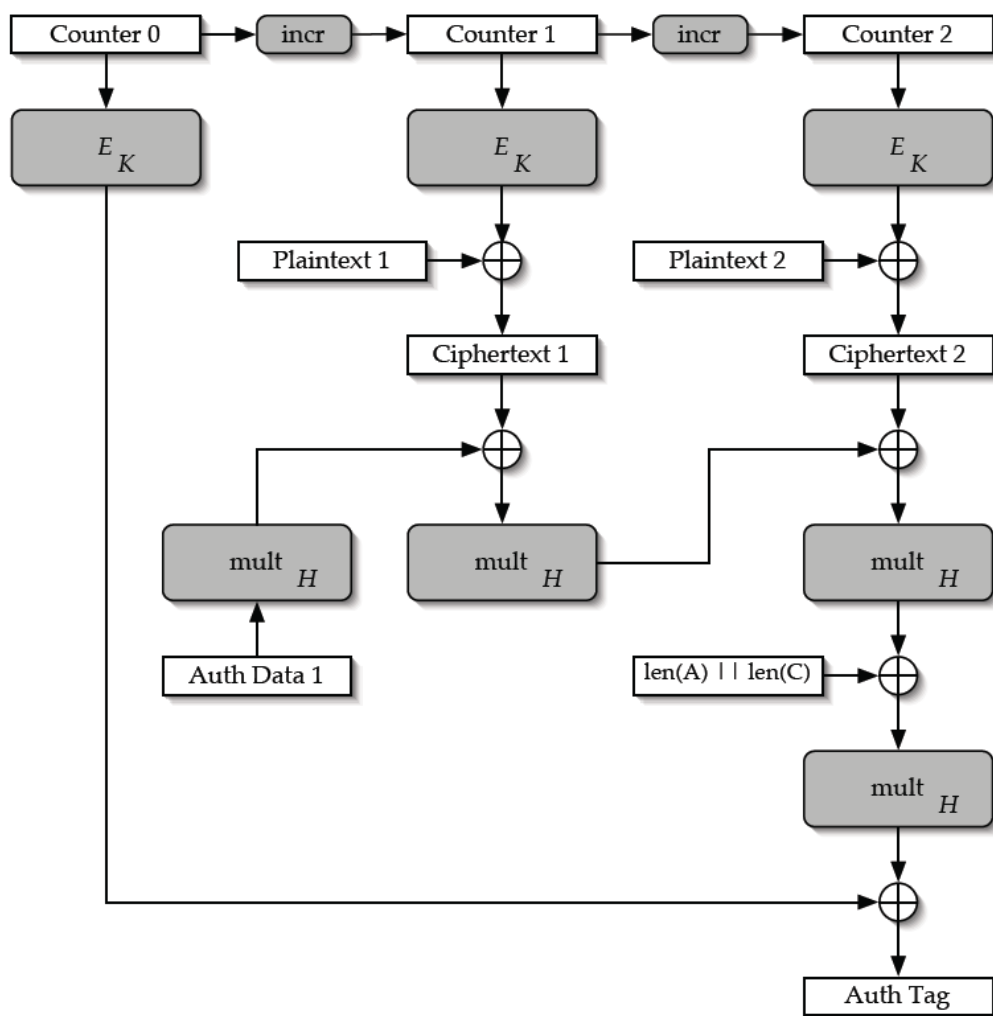 Counter 0
incr
Counter 1
incr
Counter 2
E K
E K
E K
Plaintext 1
Plaintext 2
Ciphertext 1
Ciphertext 2
mult H
mult H
mult H
Auth Data 1
len(A) || len(C)
mult H
Auth Tag